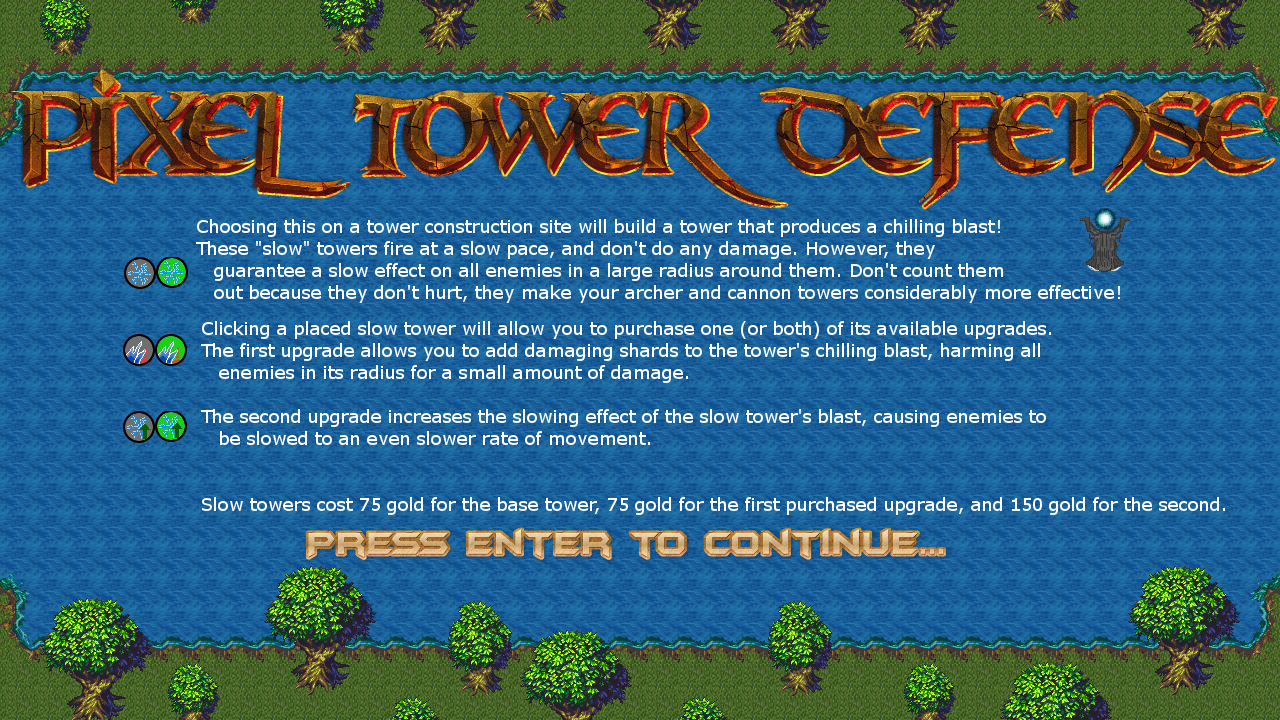 PIXEL TOWER DEFENSE
Choosing this on a tower construction site will build a tower that produces a chilling blast!
These "slow" towers fire at a slow pace, and don't do any damage. However, they
guarantee a slow effect on all enemies in a large radius around them. Don't count them
out because they don't hurt, they make your archer and cannon towers considerably more effective!
Clicking a placed slow tower will allow you to purchase one (or both) of its available upgrades.
The first upgrade allows you to add damaging shards to the tower's chilling blast, harming all
enemies in its radius for a small amount of damage.
The second upgrade increases the slowing effect of the slow tower's blast, causing enemies to
be slowed to an even slower rate of movement.
Slow towers cost 75 gold for the base tower, 75 gold for the first purchased upgrade, and 150 gold for the second.
PRESS ENTER TO CONTINUE...